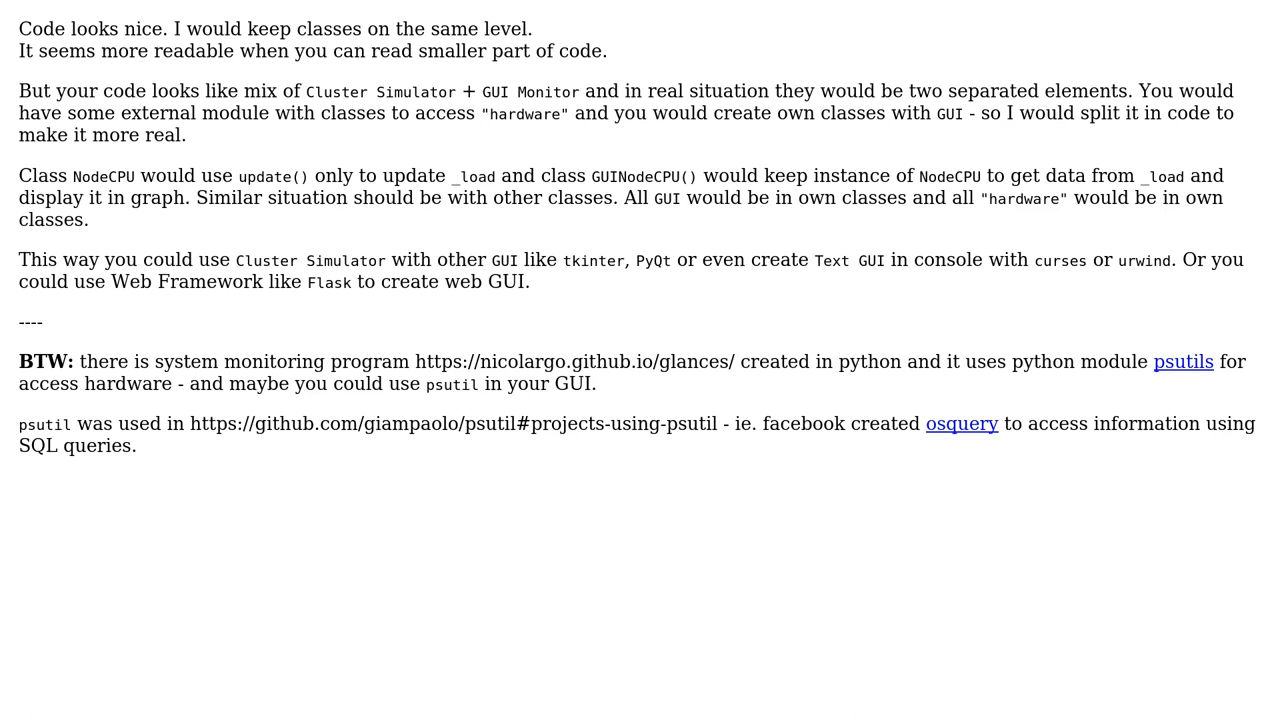 Code looks nice. I would keep classes on the same level.
It seems more readable when you can read smaller part of code.
But your code looks like mix of Cluster Simulator + GUI Monitor and in real situation they would be two separated elements. You would
have some external module with classes to access "hardware" and you would create own classes with GUI - so I would split it in code to
make it more real.
Class NodeCPU would use update() only to update _load and class GUINodeCPU() would keep instance of NodeCPU to get data from _load and
display it in graph. Similar situation should be with other classes. All GUI would be in own classes and all "hardware" would be in own
classes.
This way you could use Cluster Simulator with other GUI like tkinter, PyQt or even create Text GUI in console with curses or urwind. Or you
could use Web Framework like Flask to create web GUI.
----
BTW: there is system monitoring program https://nicolargo.github.io/glances/ created in python and it uses python module psutils for
access hardware - and maybe you could use psutil in your GUI.
psutil was used in https://github.com/giampaolo/psutil#projects-using-psutil - ie. facebook created osquery to access information using
SQL queries.